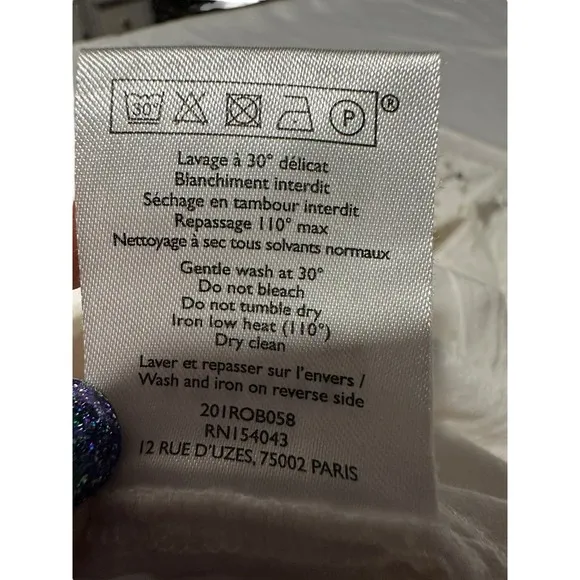 30° P ®
Lavage à 30° délicat
Blanchiment interdit
Séchage en tambour interdit
Repassage 110° max
Nettoyage à sec tous solvants normaux
Gentle wash at 30°
Do not bleach
Do not tumble dry
Iron low heat (110°)
Dry clean
Laver et repasser sur l'envers /
Wash and iron on reverse side
201ROB058
RN154043
12 RUE D'UZES, 75002 PARIS